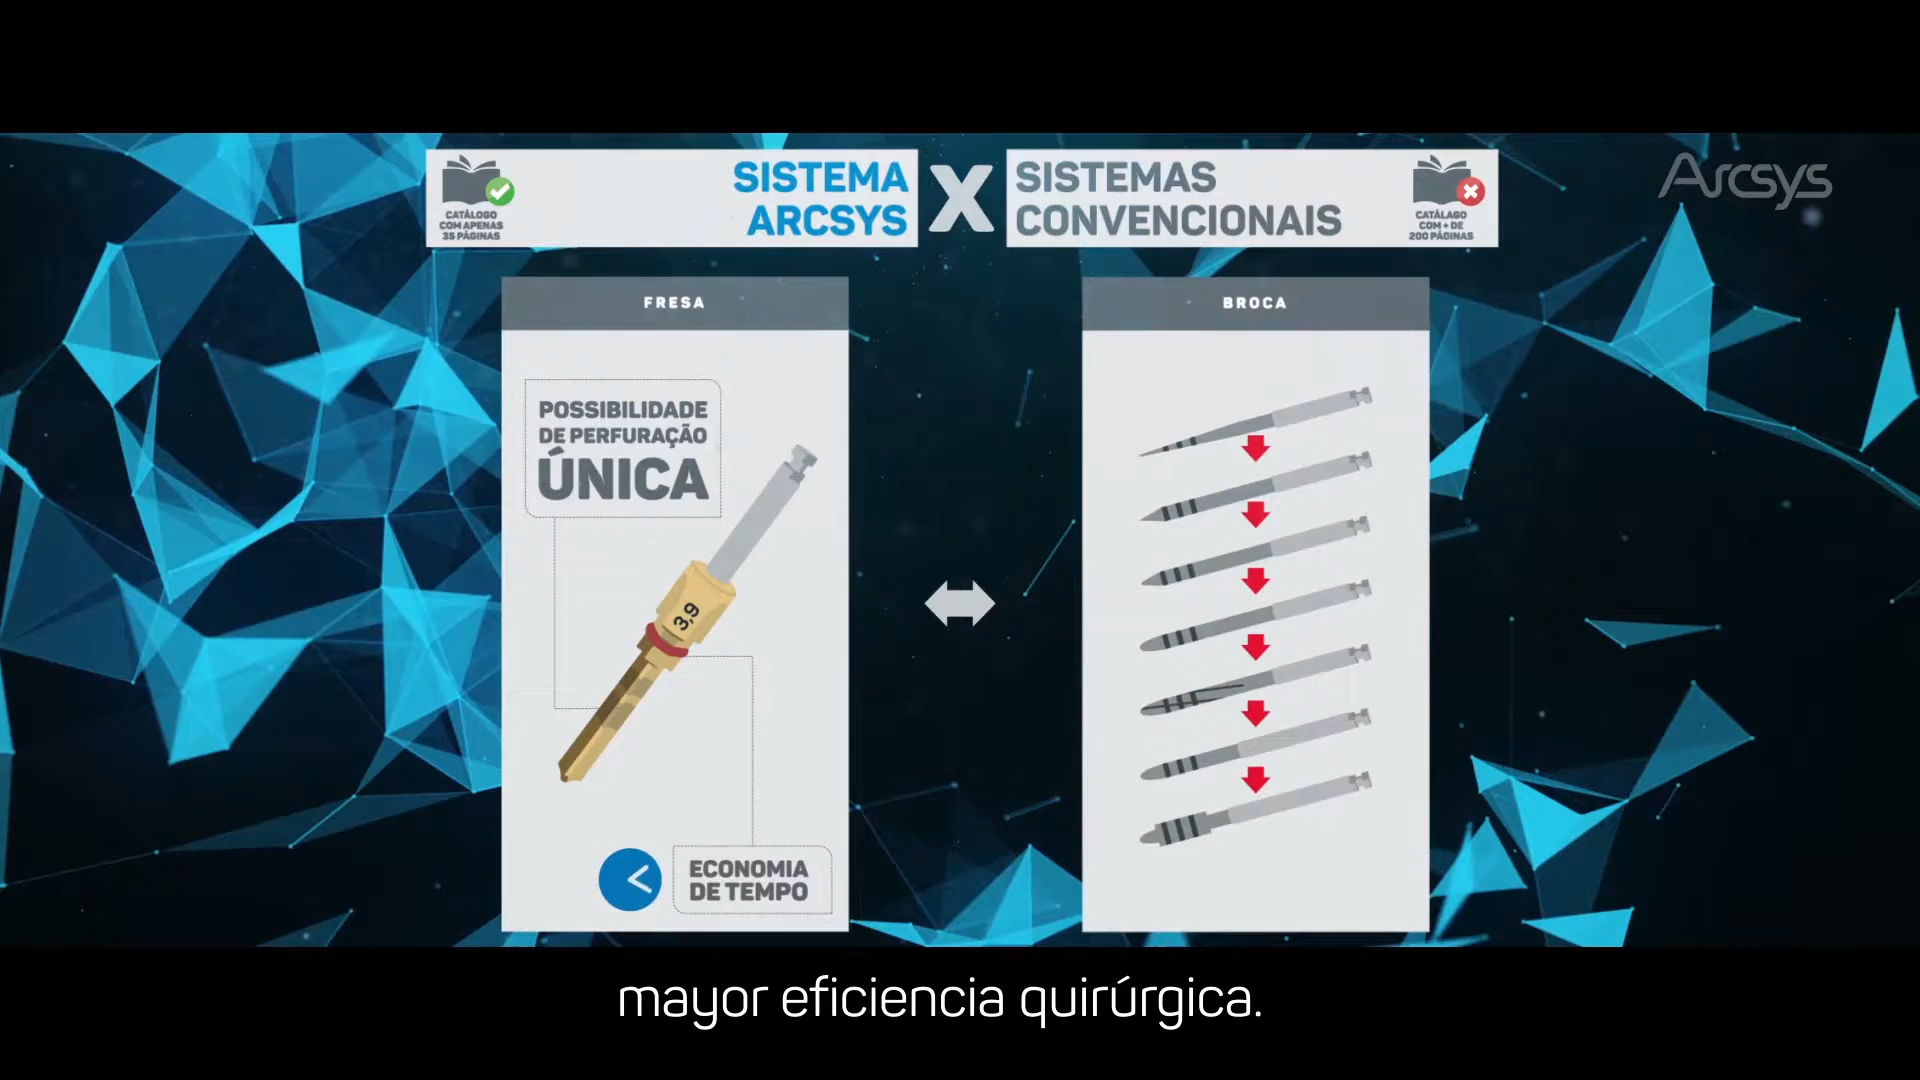 CATÁLOGO
COM APENAS
35 PÁGINAS
SISTEMA
ARCSYS
X
SISTEMAS
CONVENCIONAIS
CATÁLAGO
COM + DE
200 PÁGINAS
Arcsys
FRESA
POSSIBILIDADE
DE PERFURAÇÃO
ÚNICA
3,9
ECONOMIA
DE TEMPO
BROCA
mayor eficiencia quirúrgica.